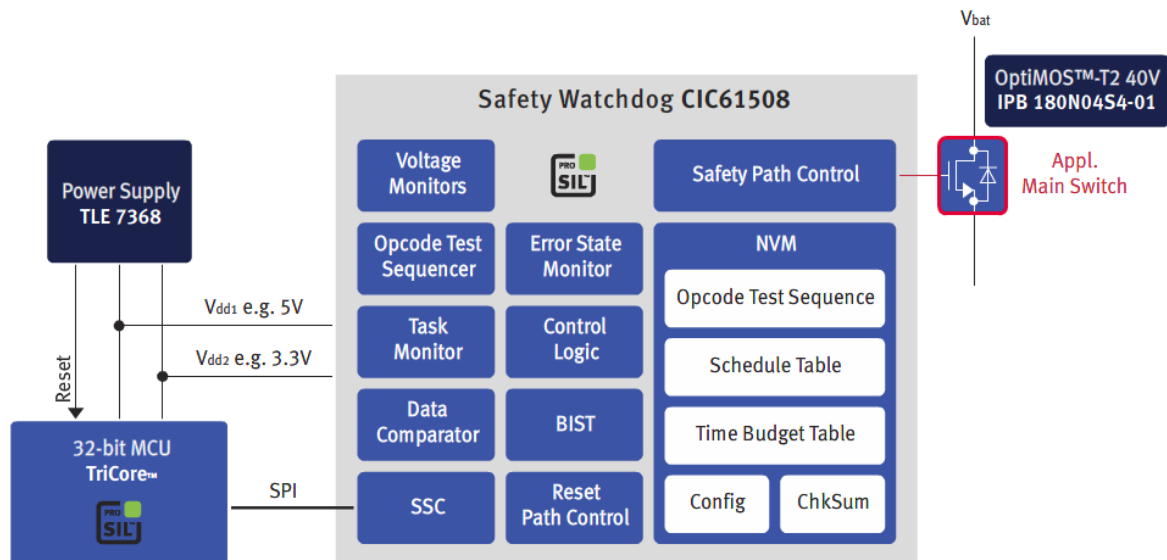 Vbat
OptiMOS™-T2 40V
IPB 180N04S4-01
Appl.
Main Switch
Safety Watchdog CIC61508
Voltage
Monitors
PRO
SIL™
Safety Path Control
Power Supply
TLE 7368
Opcode Test
Sequencer
Error State
Monitor
NVM
Opcode Test Sequence
Vdd1 e.g. 5V
Task
Monitor
Control
Logic
Schedule Table
Vdd2 e.g. 3.3V
Reset
Data
Comparator
BIST
Time Budget Table
32-bit MCU
TriCore™
PRO
SIL™
SPI
SSC
Reset
Path Control
Config
ChkSum